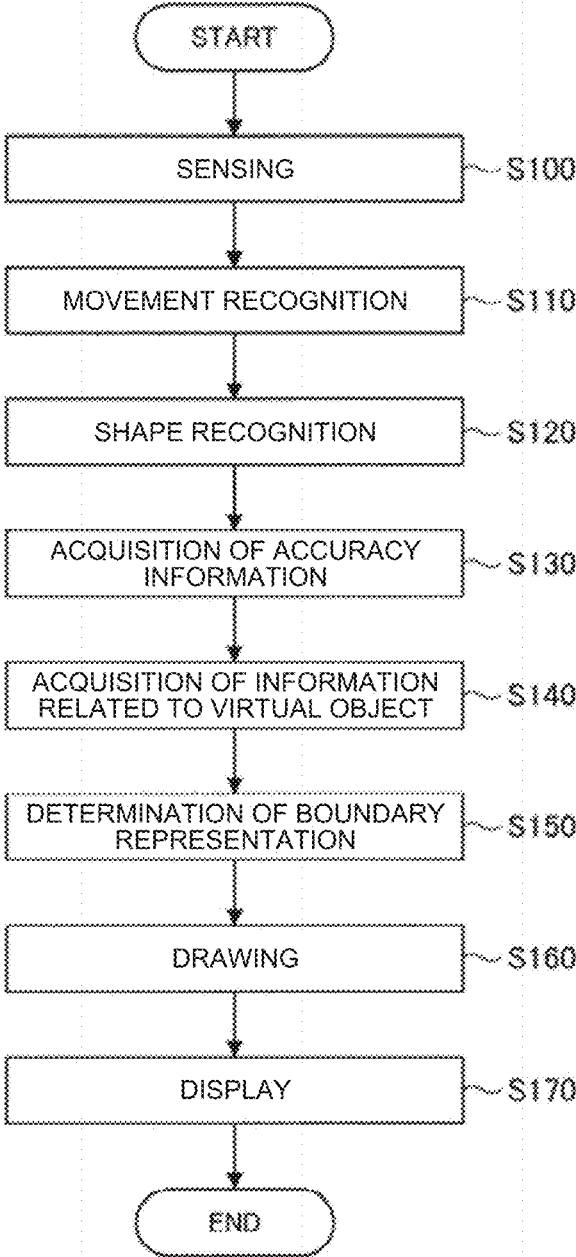 START
SENSING
S100
MOVEMENT RECOGNITION
S110
SHAPE RECOGNITION
S120
ACQUISITION OF ACCURACY
INFORMATION
S130
ACQUISITION OF INFORMATION
RELATED TO VIRTUAL OBJECT
S140
DETERMINATION OF BOUNDARY
REPRESENTATION
S150
DRAWING
S160
DISPLAY
S170
END